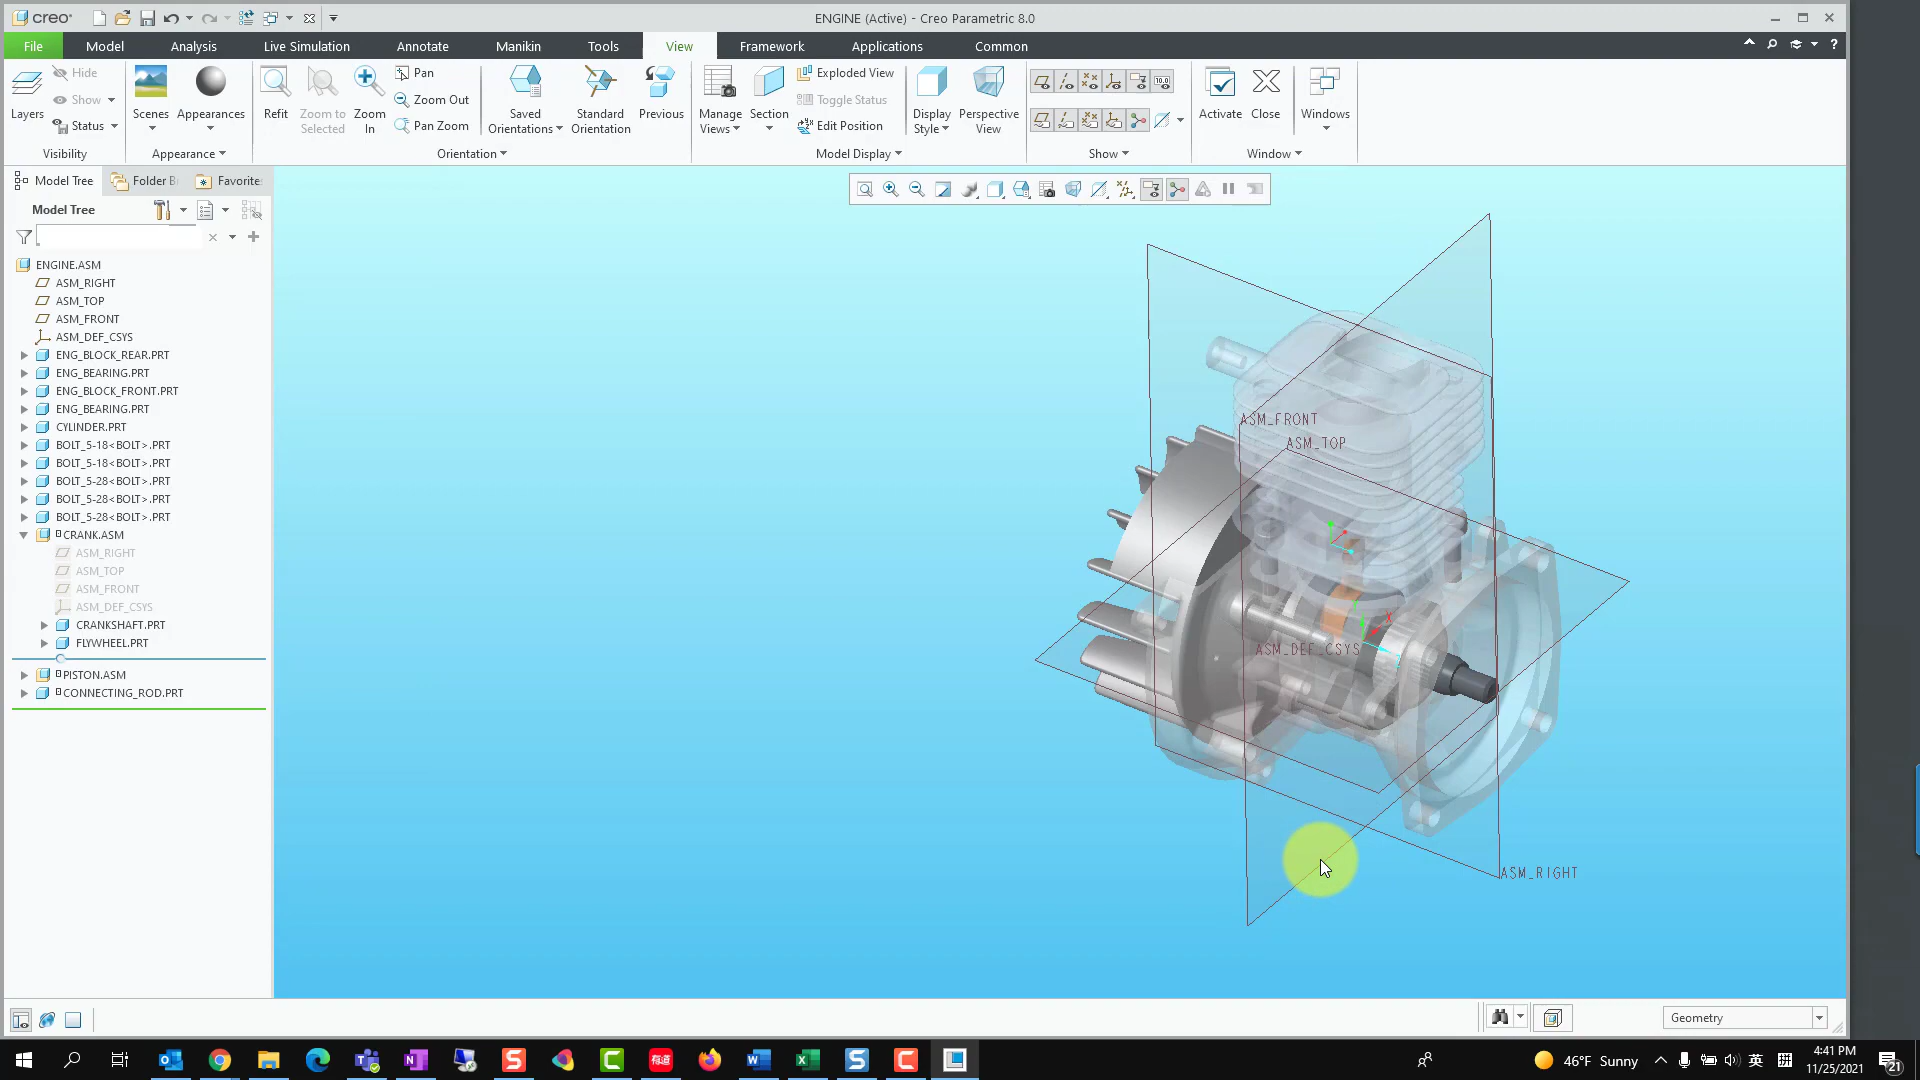 creo
ENGINE (Active) - Creo Parametric 8.0
File Model Analysis Live Simulation Annotate Manikin Tools View Framework Applications Common
Layers
Hide
Show
Status
Visibility
Scenes
Appearances
Appearance
Refit
Zoom to Selected
Zoom In
Pan
Zoom Out
Pan Zoom
Saved Orientations
Standard Orientation
Previous
Orientation
Manage Views
Section
Exploded View
Toggle Status
Edit Position
Display Style
Perspective View
Model Display
10.0
Show
Activate
Close
Windows
Window
Model Tree Folder B Favorite
Model Tree
ENGINE.ASM
ASM_RIGHT
ASM_TOP
ASM_FRONT
ASM_DEF_CSYS
ENG_BLOCK_REAR.PRT
ENG_BEARING.PRT
ENG_BLOCK_FRONT.PRT
ENG_BEARING.PRT
CYLINDER.PRT
BOLT_5-18<BOLT>.PRT
BOLT_5-18<BOLT>.PRT
BOLT_5-28<BOLT>.PRT
BOLT_5-28<BOLT>.PRT
BOLT_5-28<BOLT>.PRT
CRANK.ASM
ASM_RIGHT
ASM_TOP
ASM_FRONT
ASM_DEF_CSYS
CRANKSHAFT.PRT
FLYWHEEL.PRT
PISTON.ASM
CONNECTING_ROD.PRT
ASM_FRONT
ASM_TOP
X
Y
ASM_DEF_CSYS
Z
ASM_RIGHT
Geometry
有道
46°F Sunny
英
拼
4:41 PM
11/25/2021
21